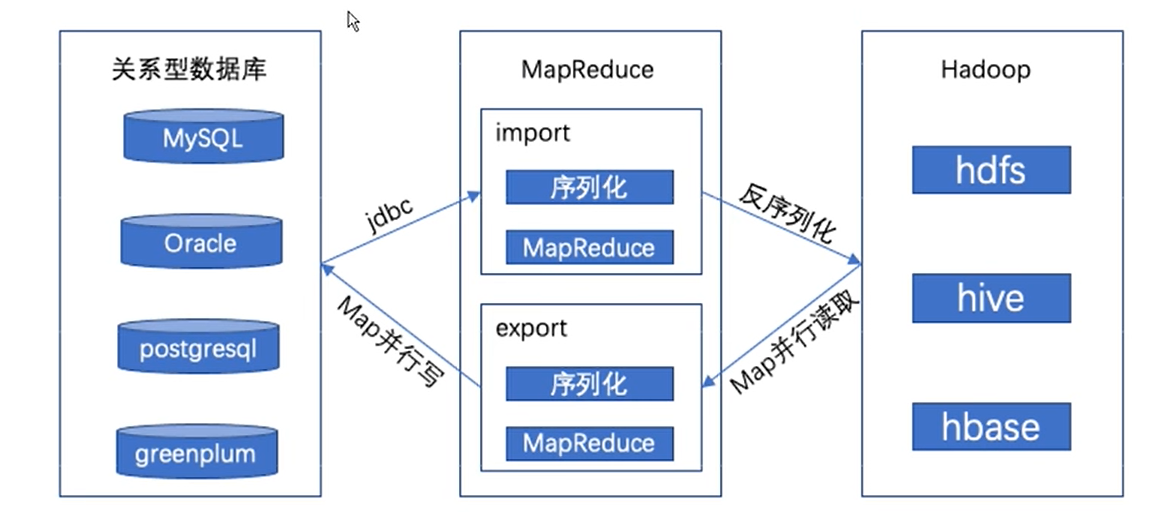 关系型数据库
MySQL
Oracle
postgresql
greenplum
jdbc
Map并行写
MapReduce
import
序列化
MapReduce
export
序列化
MapReduce
反序列化
Map并行读取
Hadoop
hdfs
hive
hbase